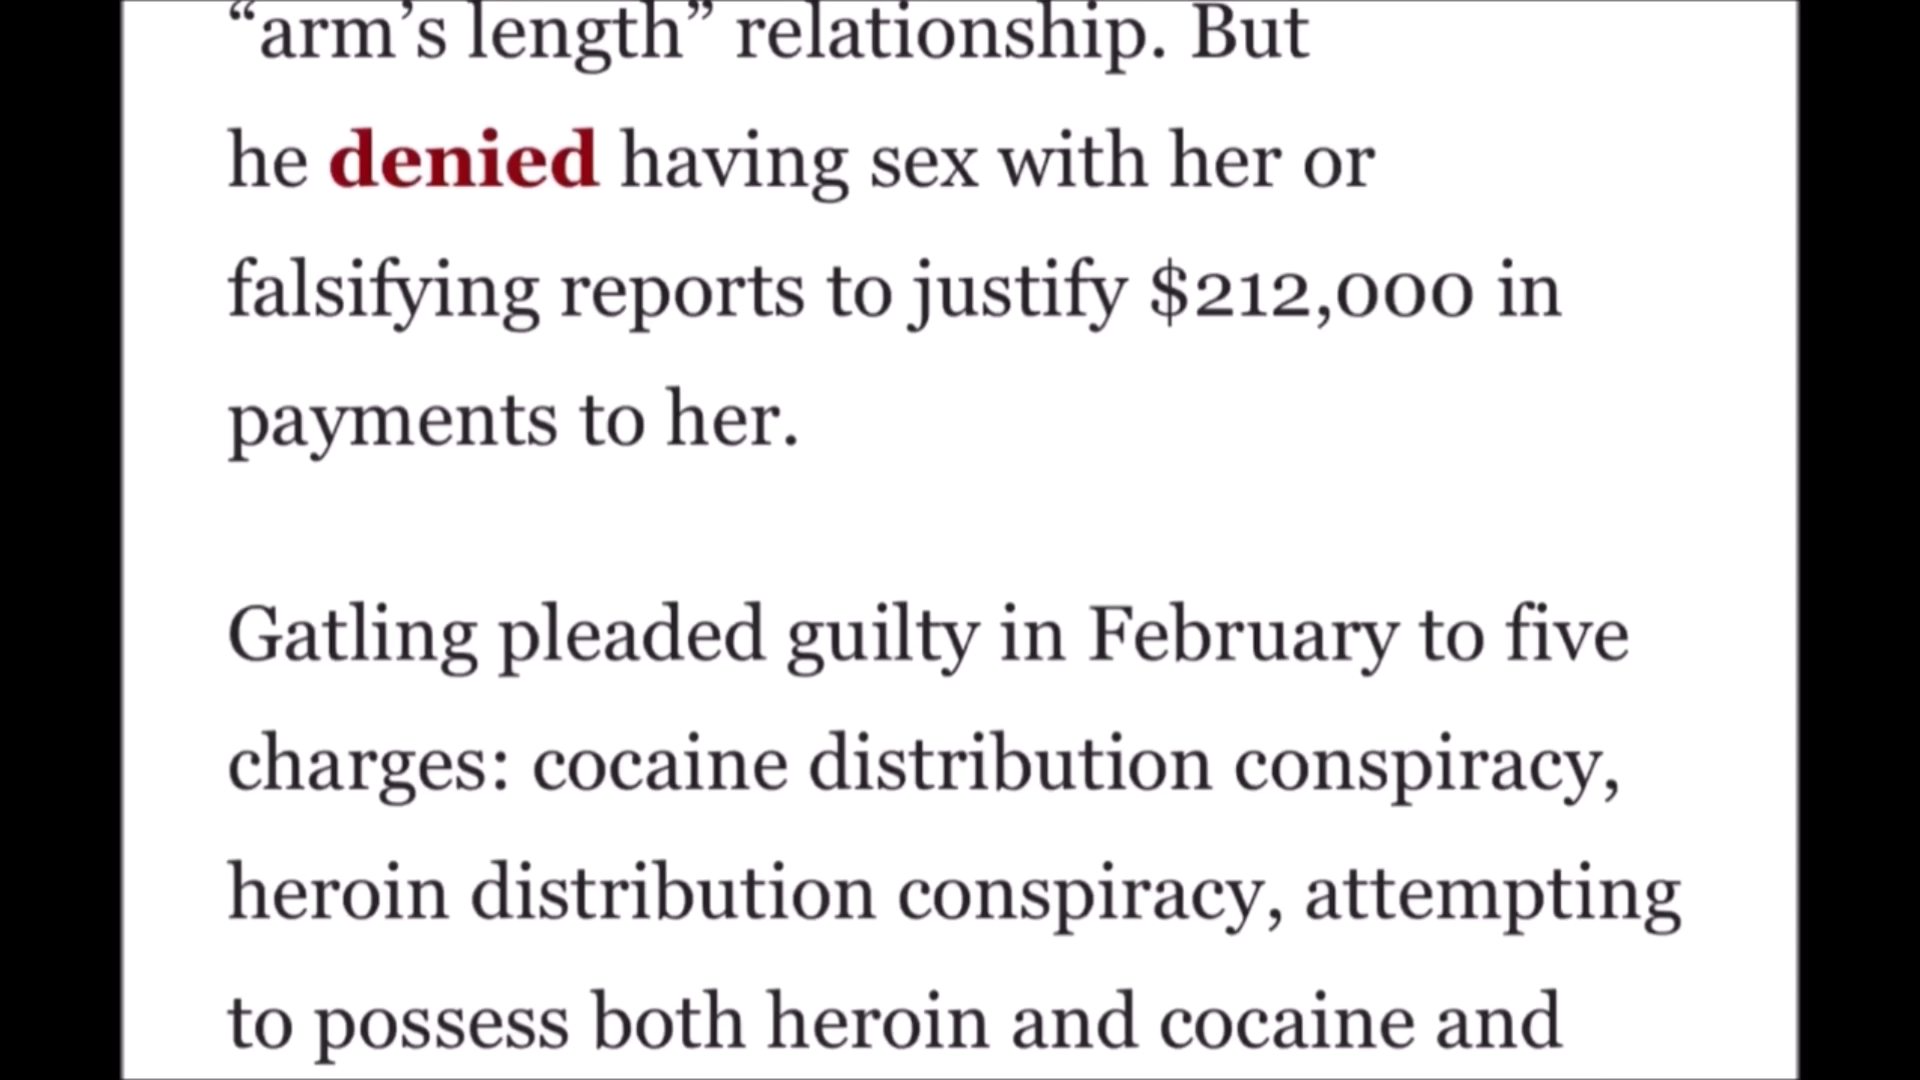 “arm’s length” relationship. But
he denied having sex with her or
falsifying reports to justify $212,000 in
payments to her.
Gatling pleaded guilty in February to five
charges: cocaine distribution conspiracy,
heroin distribution conspiracy, attempting
to possess both heroin and cocaine and